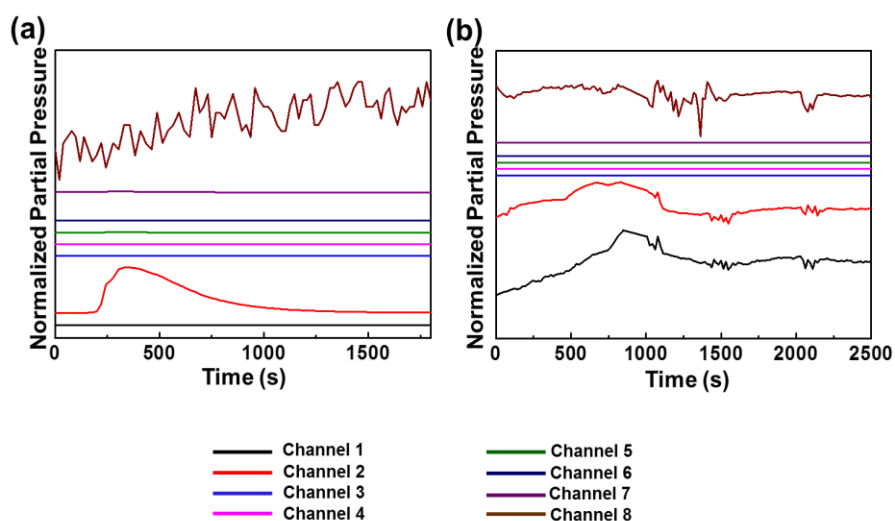 (a)
Normalized Partial Pressure
0 500 1000 1500
Time (s)
(b)
Normalized Partial Pressure
0 500 1000 1500 2000 2500
Time (s)
Channel 1
Channel 2
Channel 3
Channel 4
Channel 5
Channel 6
Channel 7
Channel 8